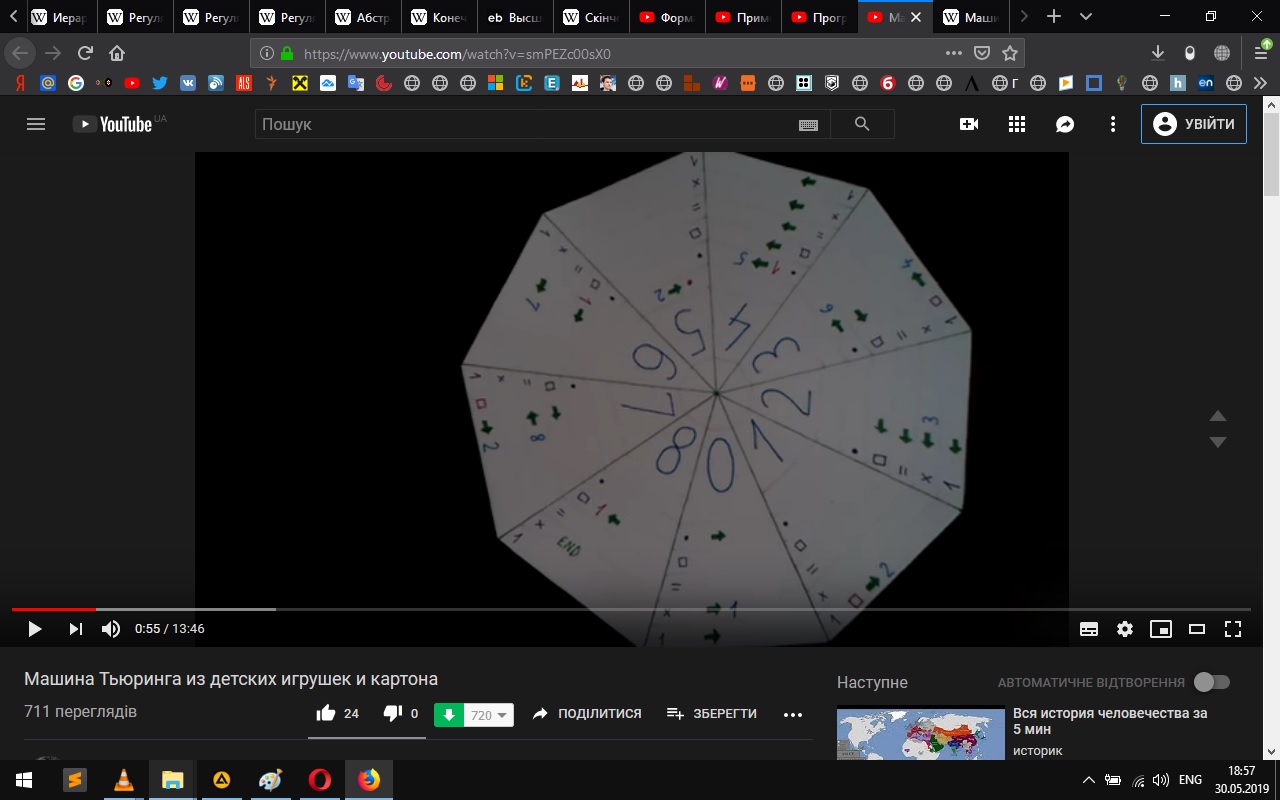 Иерар
Регул
Регул
Регул
Абстр
Конеч
eb Высш
Скінч
Форм
Прим
Прогр
Ма
Маши
https://www.youtube.com/watch?v=smPEZc00sX0
YouTube UA
Пошук
УВІЙТИ
0 1 2 3 4 5 6 7 8
END
0:55 / 13:46
Машина Тьюринга из детских игрушек и картона
711 переглядів
24
0
720
ПОДІЛИТИСЯ
ЗБЕРЕГТИ
Наступне
АВТОМАТИЧНЕ ВІДТВОРЕННЯ
Вся история человечества за
5 мин
историк
ENG
18:57
30.05.2019